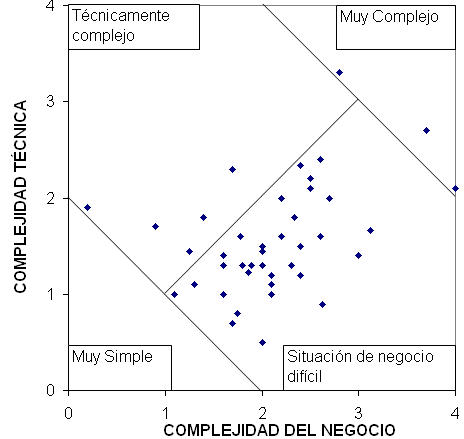 4
Técnicamente
complejo
Muy Complejo
3
COMPLEJIDAD TÉCNICA
2
1
Muy Simple
Situación de negocio
difícil
0
0 1 2 3 4
COMPLEJIDAD DEL NEGOCIO